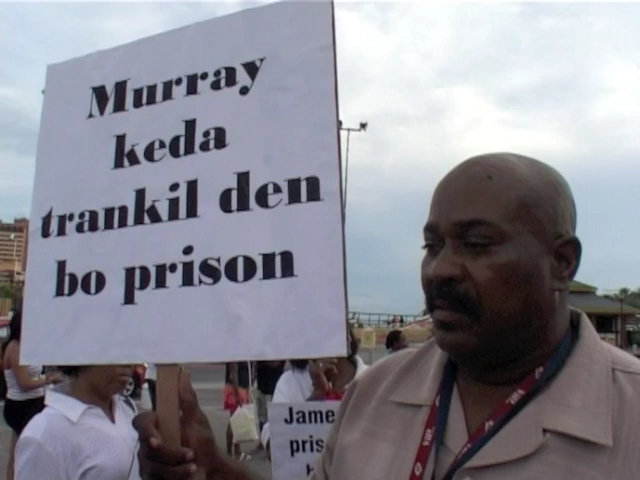 Murray
keda
trankil den
bo prison
Jame
pris